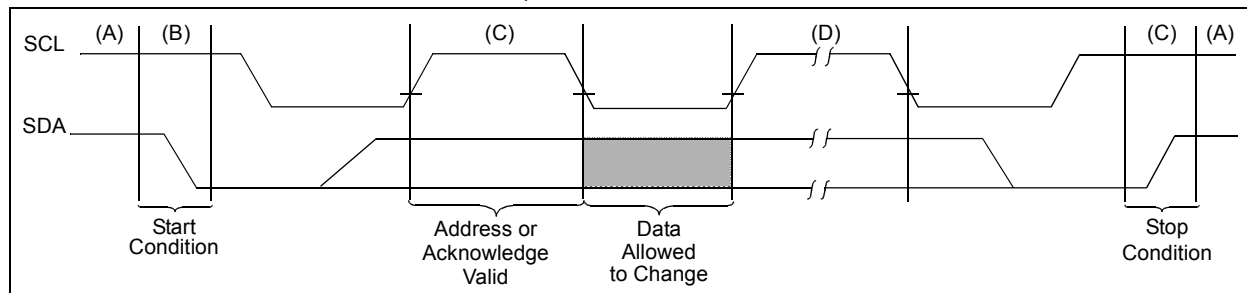 (A) (B) (C) (D) (C) (A)
SCL
SDA
Start
Condition
Address or
Acknowledge
Valid
Data
Allowed
to Change
Stop
Condition